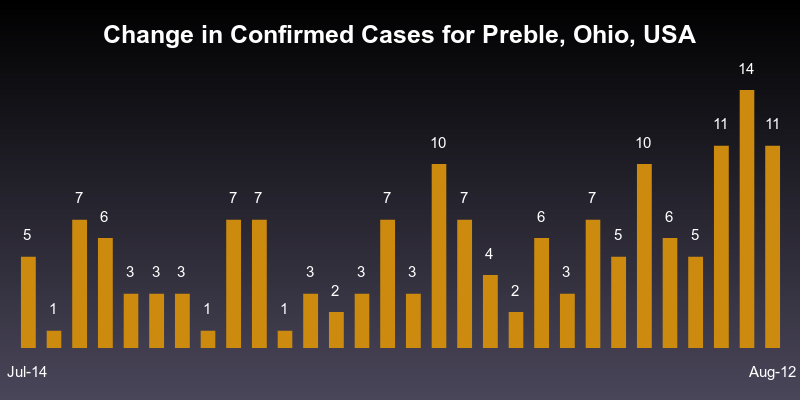 Change in Confirmed Cases for Preble, Ohio, USA
5 1 7 6 3 3 3 1 7 7 1 3 2 3 7 3 10 7 4 2 6 3 7 5 10 6 5 11 14 11
Jul-14 Aug-12